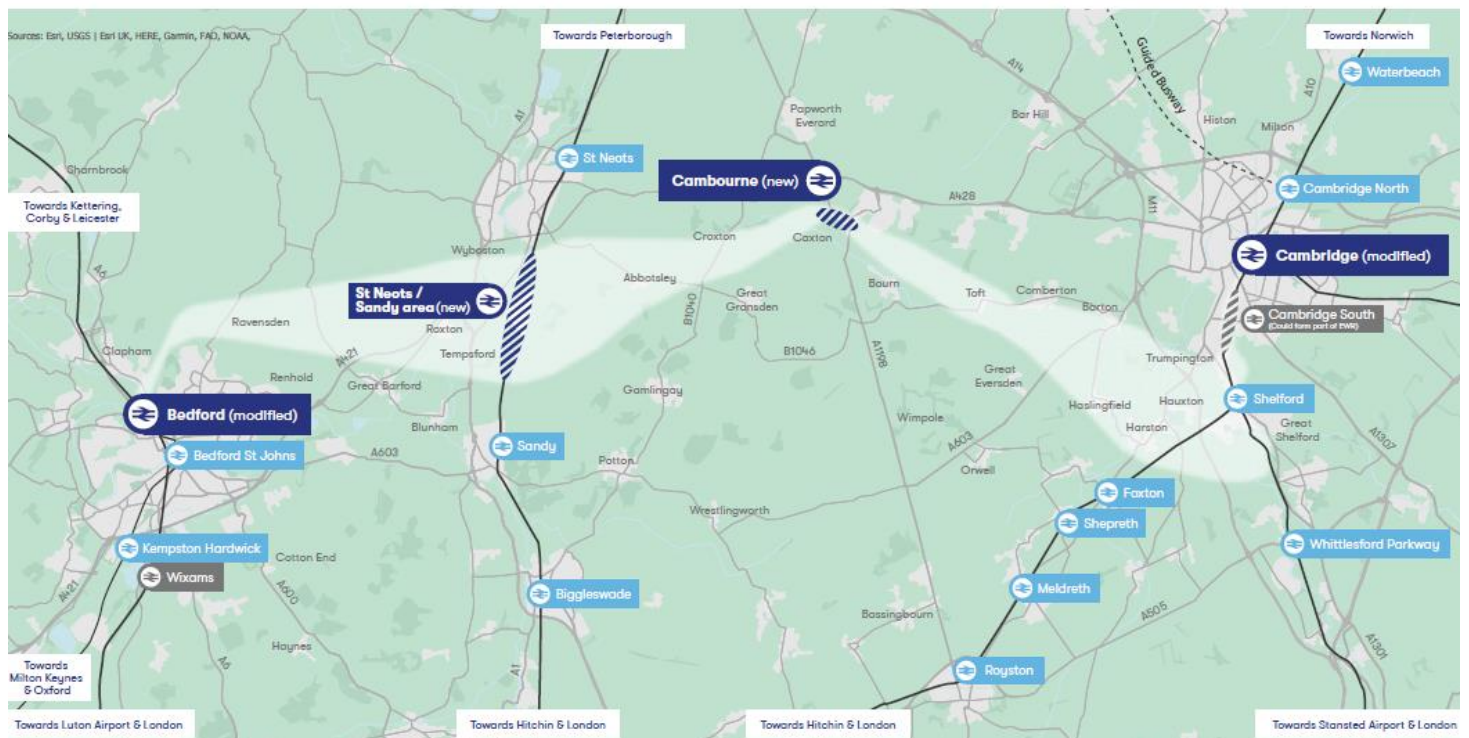 Sources: Esri, USGS | Esri UK, HERE, Garmin, FAO, NOAA,
Towards Peterborough
Towards Norwich
Waterbeach
Guided Busway
A14
A10
A1
Papworth
Everard
Bar Hill
Histon
Milton
Sharnbrook
St Neots
Cambourne (new)
Cambridge North
A428
M11
Towards Kettering,
Corby & Leicester
A6
Wyboston
Croxton
Caxton
Cambridge (modified)
Abbotsley
St Neots /
Sandy area (new)
Great
Gransden
Bourn
Toft
Comberton
Barton
B1040
Ravensden
Roxton
Cambridge South
(Could form part of EWR)
Clapham
A421
Tempsford
B1046
A1198
Trumpington
Renhold
Great Barford
Gamlingay
Great
Eversden
Haslingfield
Hauxton
Shelford
Bedford (modified)
Blunham
Wimpole
Harston
Great
Shelford
A1307
Bedford St Johns
A603
Sandy
Potton
A603
Orwell
Foxton
Wrestlingworth
Shepreth
Kempston Hardwick
Cotton End
Whittlesford Parkway
Wixams
A421
A600
Biggleswade
Meldreth
Bassingbourn
A505
Haynes
A6
A1
Royston
A1301
Towards
Milton Keynes
& Oxford
Towards Luton Airport & London
Towards Hitchin & London
Towards Hitchin & London
Towards Stansted Airport & London